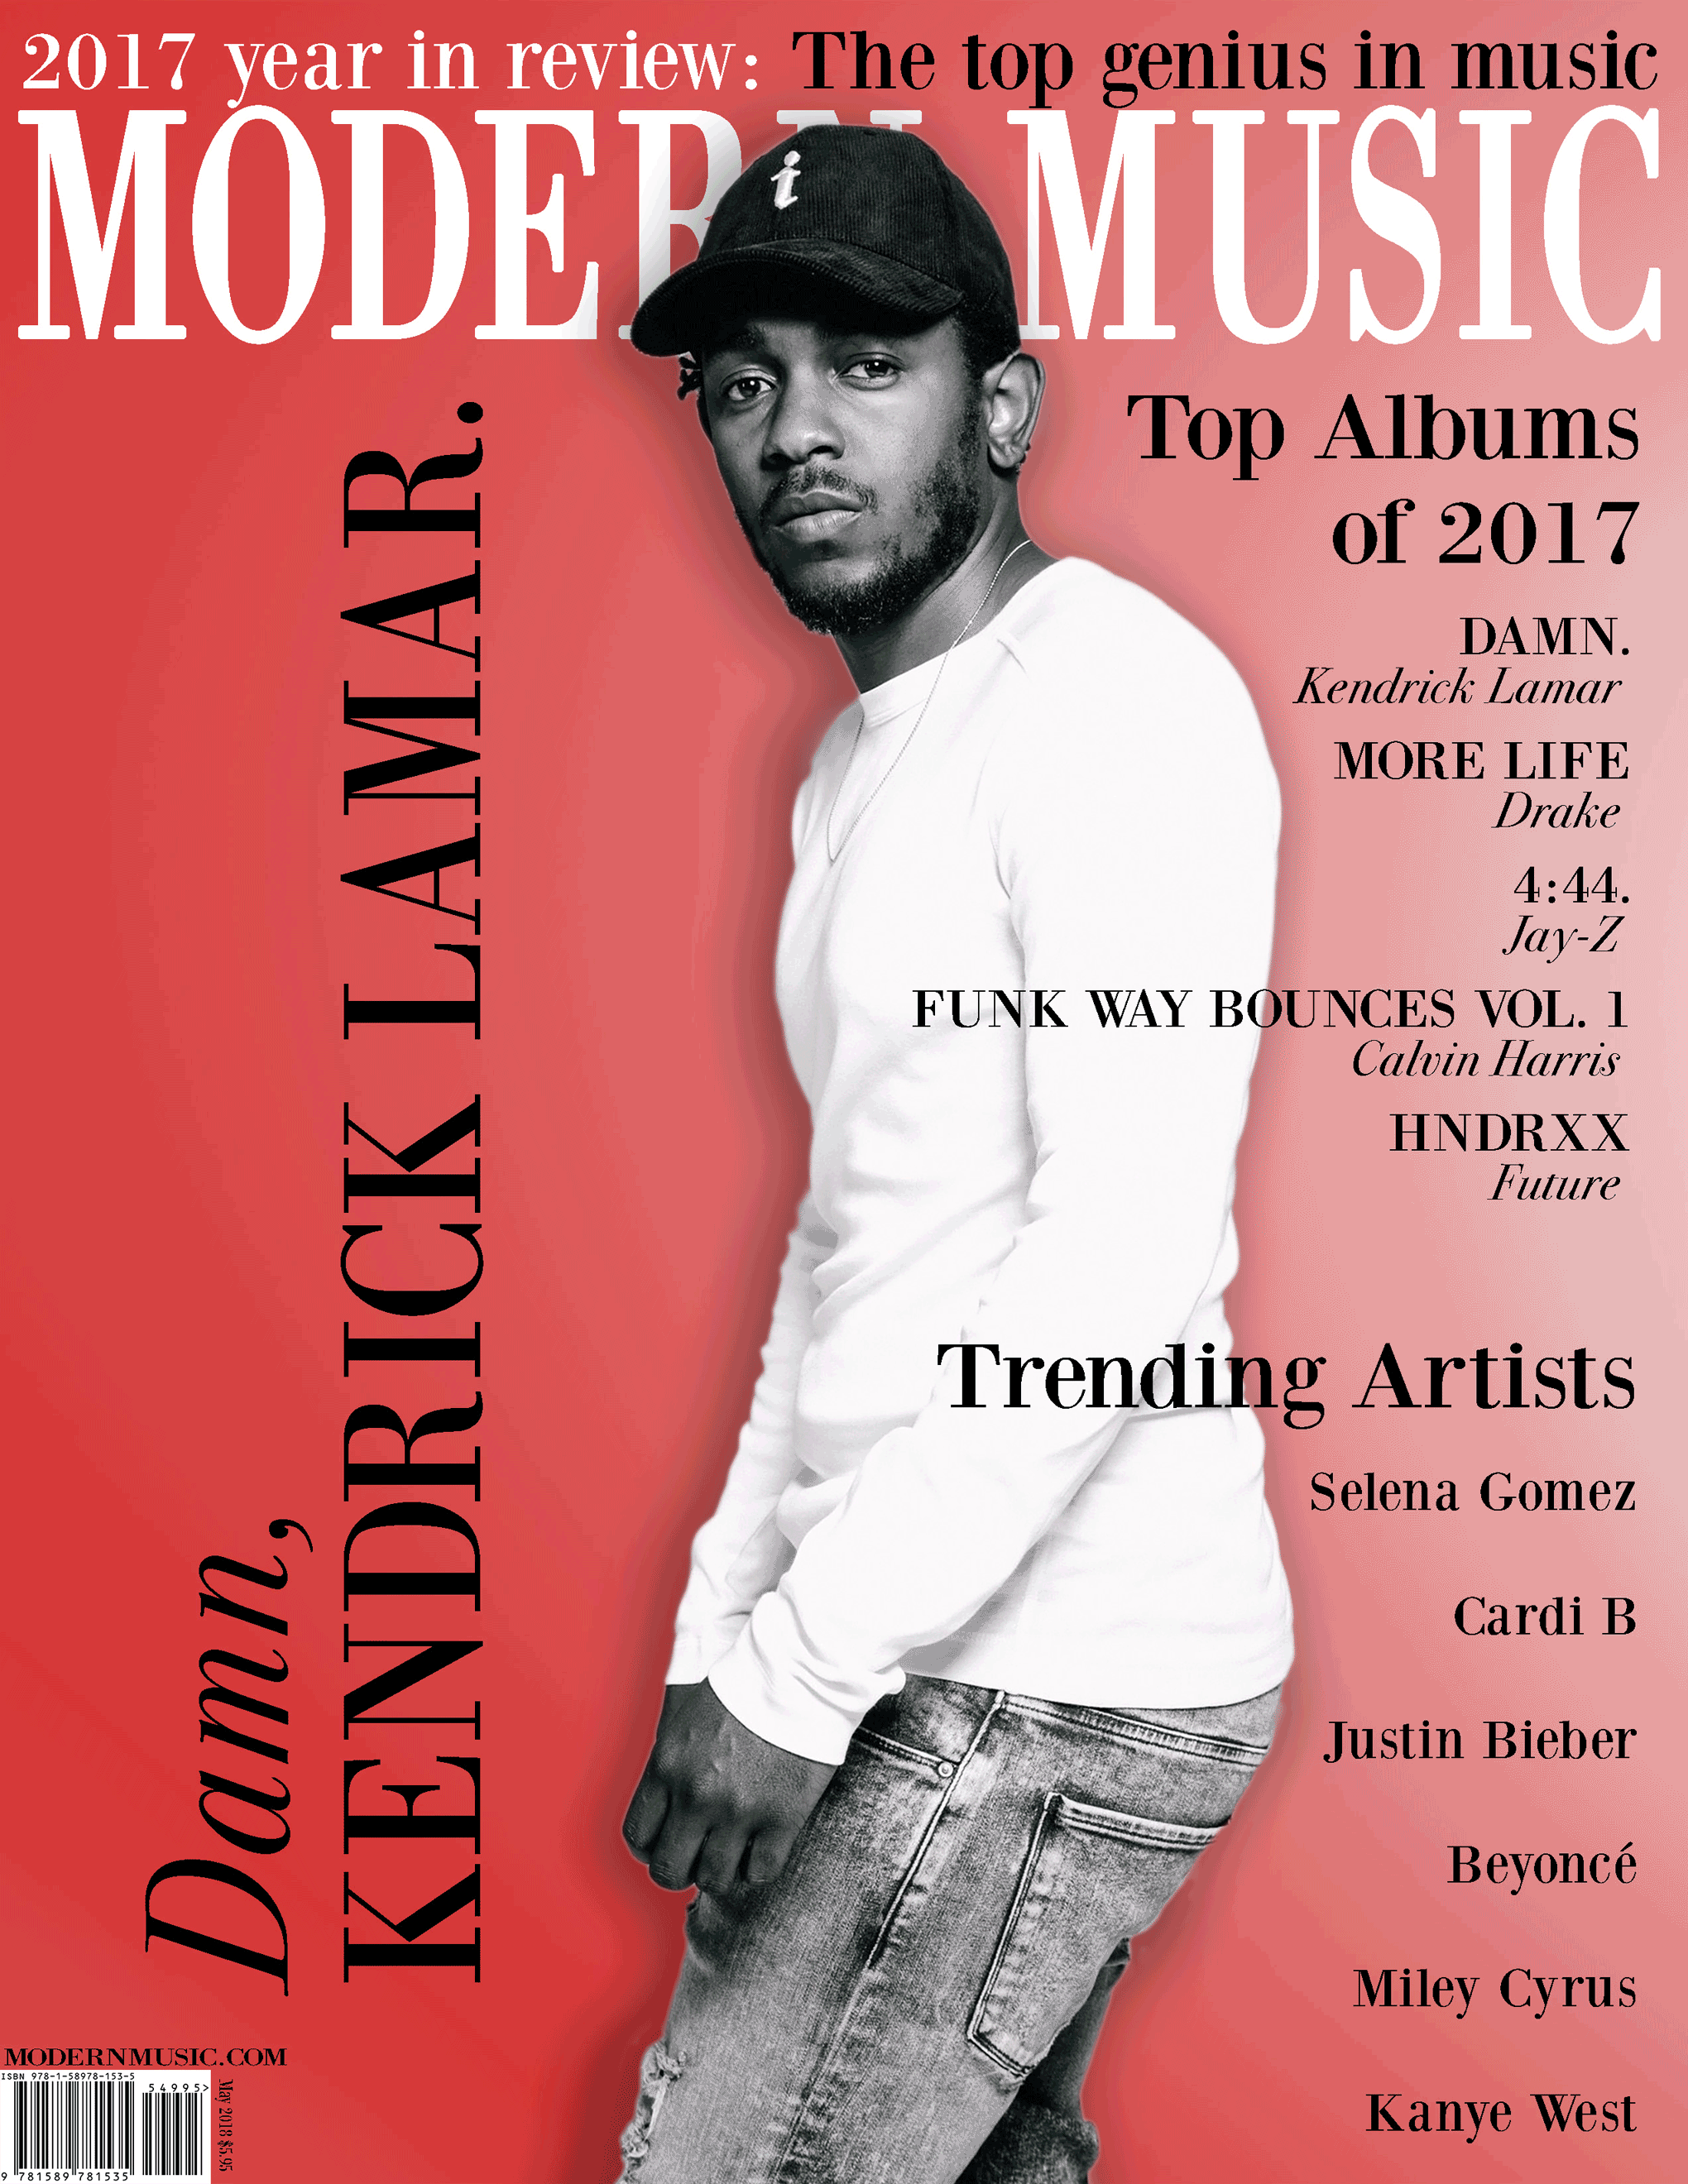 2017 year in review: The top genius in music
MODERN MUSIC
i
Top Albums
of 2017
DAMN.
Kendrick Lamar
MORE LIFE
Drake
4:44.
Jay-Z
FUNK WAY BOUNCES VOL. 1
Calvin Harris
HNDRXX
Future
Trending Artists
Selena Gomez
Cardi B
Justin Bieber
Beyoncé
Miley Cyrus
Kanye West
Damn,
KENDRICK LAMAR.
MODERNMUSIC.COM
ISBN 978-1-58978-153-5
54995>
9 781589 781535
May 2018 $5.95